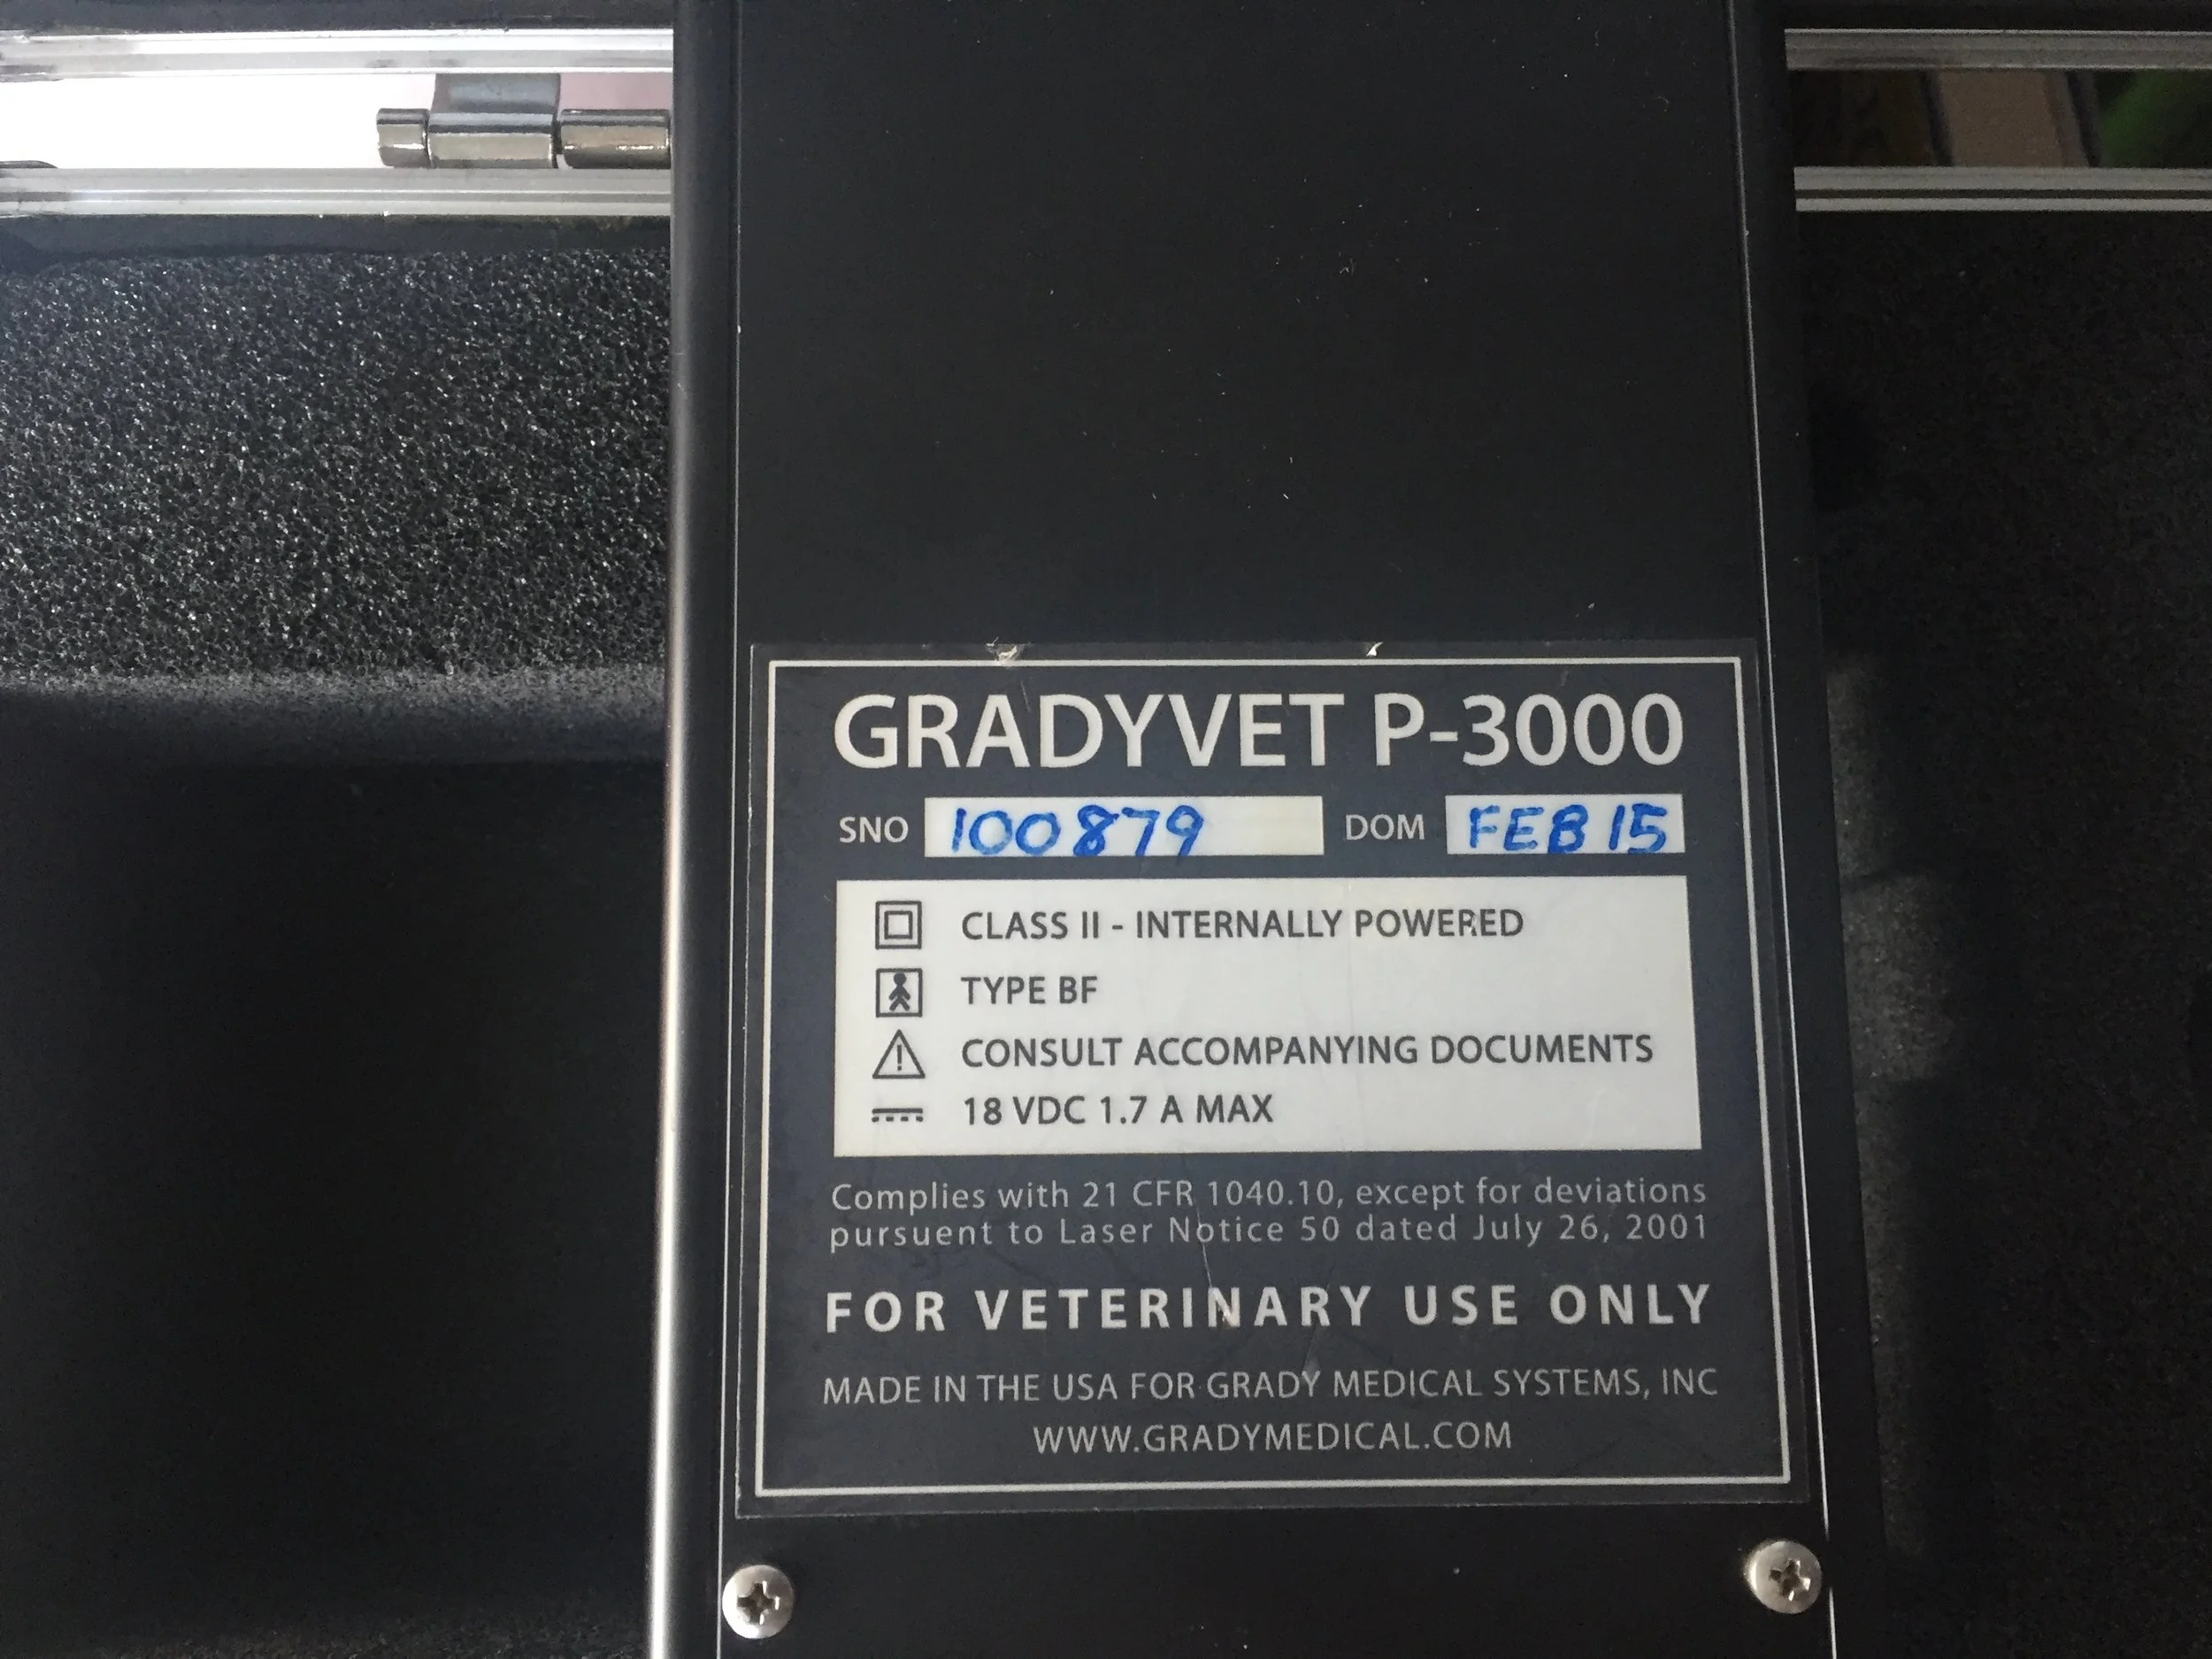 GRADYVET P-3000
SNO 100879 DOM FEB 15
CLASS II - INTERNALLY POWERED
TYPE BF
CONSULT ACCOMPANYING DOCUMENTS
18 VDC 1.7 A MAX
Complies with 21 CFR 1040.10, except for deviations
pursuent to Laser Notice 50 dated July 26, 2001
FOR VETERINARY USE ONLY
MADE IN THE USA FOR GRADY MEDICAL SYSTEMS, INC
WWW.GRADYMEDICAL.COM